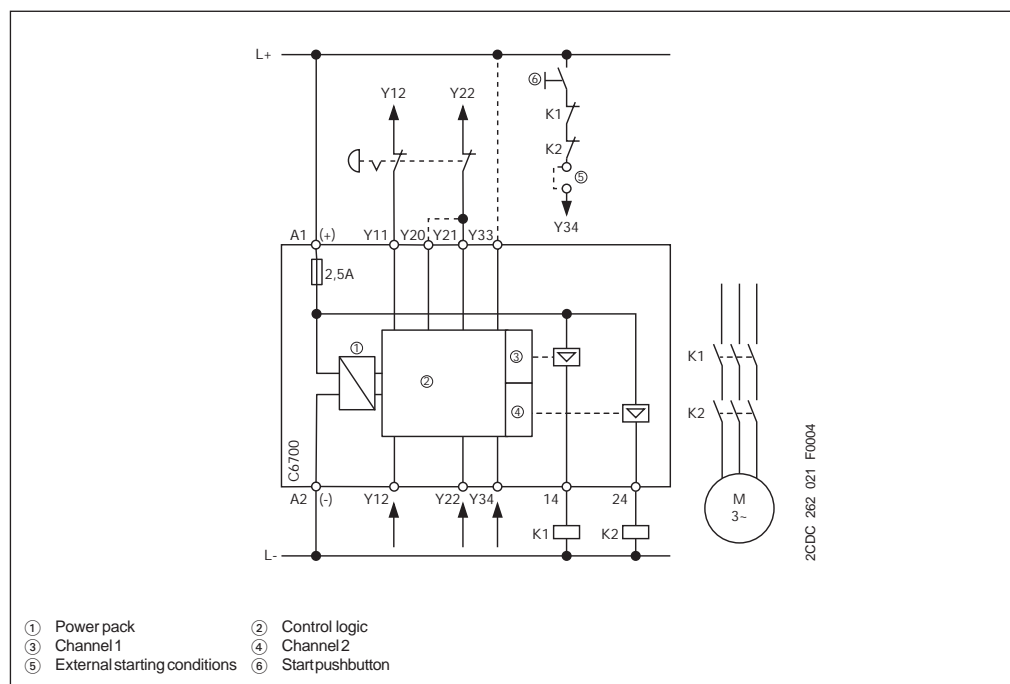 L+
⑥
Y12 Y22
K1
K2
⑤
Y34
A1 (+) Y11 Y20 Y21 Y33
2,5A
① ② ③
④
K1
K2
C6700
A2 (-) Y12 Y22 Y34 14 24
M
3~
K1 K2
L-
2CDC 262 021 F0004
① Power pack ② Control logic
③ Channel 1 ④ Channel 2
⑤ External starting conditions ⑥ Start pushbutton